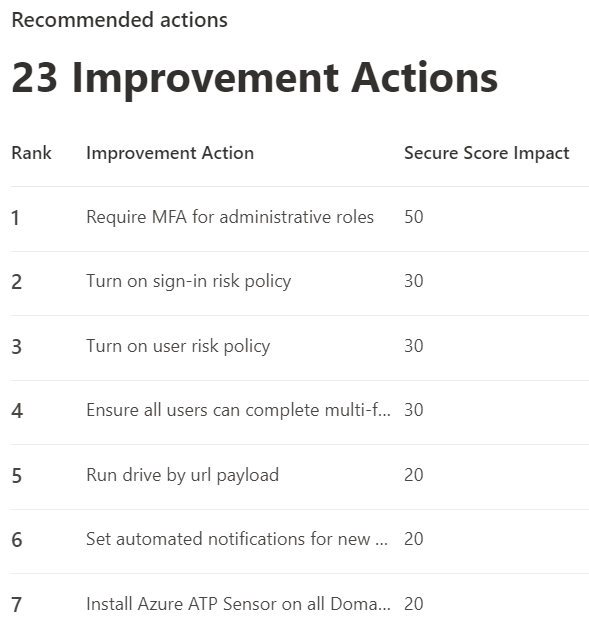 Recommended actions
23 Improvement Actions
Rank Improvement Action Secure Score Impact
1 Require MFA for administrative roles 50
2 Turn on sign-in risk policy 30
3 Turn on user risk policy 30
4 Ensure all users can complete multi-f... 30
5 Run drive by url payload 20
6 Set automated notifications for new ... 20
7 Install Azure ATP Sensor on all Doma... 20